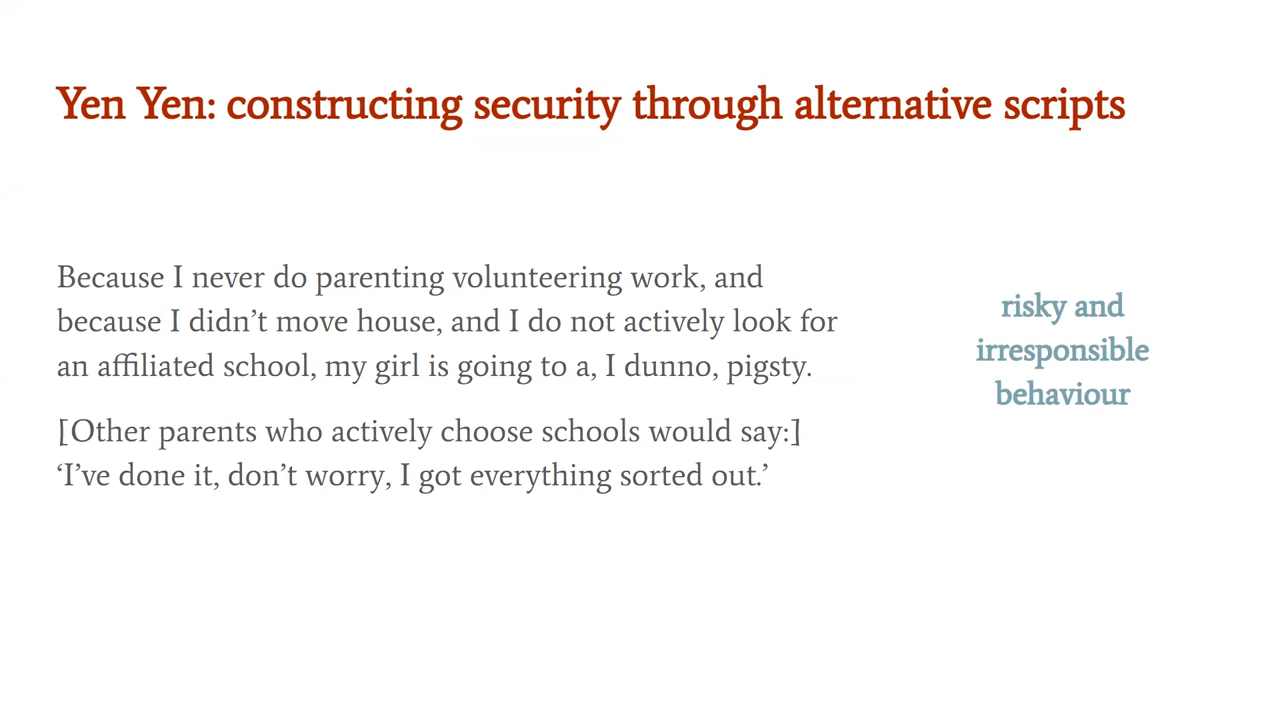 Yen Yen: constructing security through alternative scripts
Because I never do parenting volunteering work, and
because I didn’t move house, and I do not actively look for
an affiliated school, my girl is going to a, I dunno, pigsty.
[Other parents who actively choose schools would say:]
‘I’ve done it, don’t worry, I got everything sorted out.’
risky and
irresponsible
behaviour